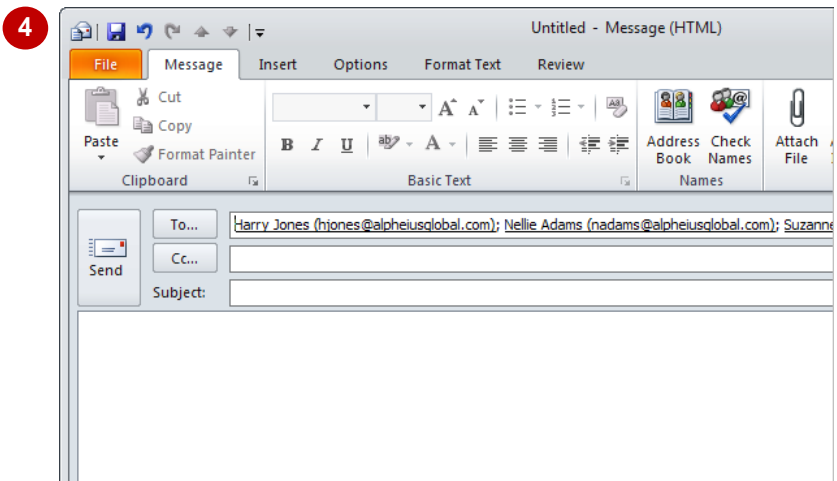 4
Untitled - Message (HTML)
File Message Insert Options Format Text Review
Cut
Copy
Format Painter
Paste
Address Book
Check Names
Attach File
Clipboard
Basic Text
Names
To...
Harry Jones (hjones@alpheiusglobal.com); Nellie Adams (nadams@alpheiusglobal.com); Suzanne
Cc...
Send
Subject: